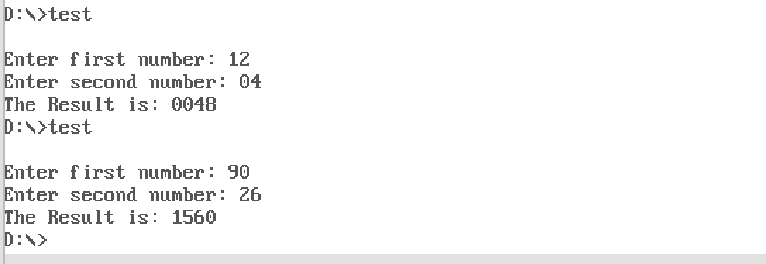 D:\>test
Enter first number: 12
Enter second number: 04
The Result is: 0048
D:\>test
Enter first number: 90
Enter second number: 26
The Result is: 1560
D:\>